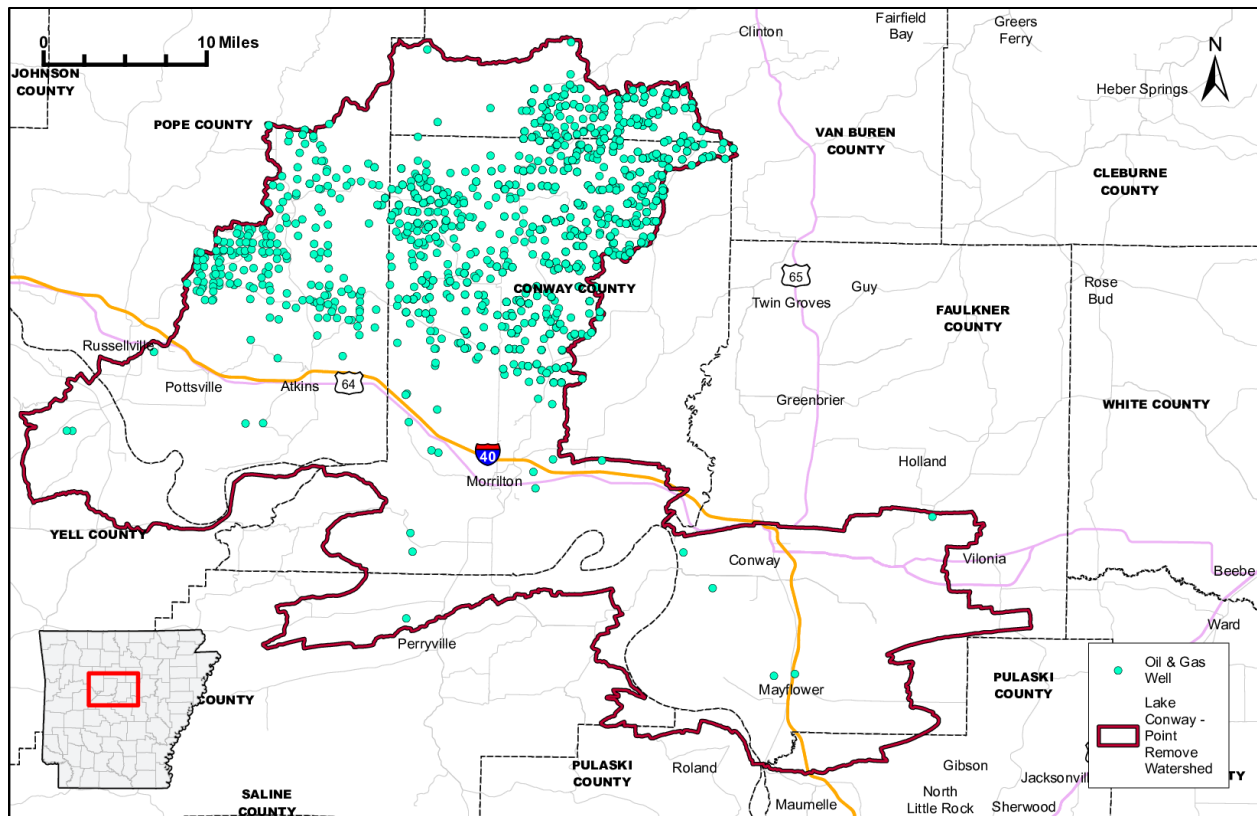 0
10 Miles
N
Clinton
Fairfield
Bay
Greers
Ferry
JOHNSON
COUNTY
Heber Springs
POPE COUNTY
VAN BUREN
COUNTY
CLEBURNE
COUNTY
65
Rose
Bud
CONWAY COUNTY
Guy
Twin Groves
FAULKNER
COUNTY
Russellville
Pottsville
Atkins
64
Greenbrier
WHITE COUNTY
40
Holland
Morrilton
YELL COUNTY
Conway
Vilonia
Beebe
Ward
Perryville
Mayflower
PULASKI
COUNTY
Oil & Gas
Well
Lake
Conway -
Point
Remove
Watershed
COUNTY
PULASKI
COUNTY
Roland
Gibson
Jacksonvill
TY
SALINE
COUNTY
Maumelle
North
Little Rock
Sherwood